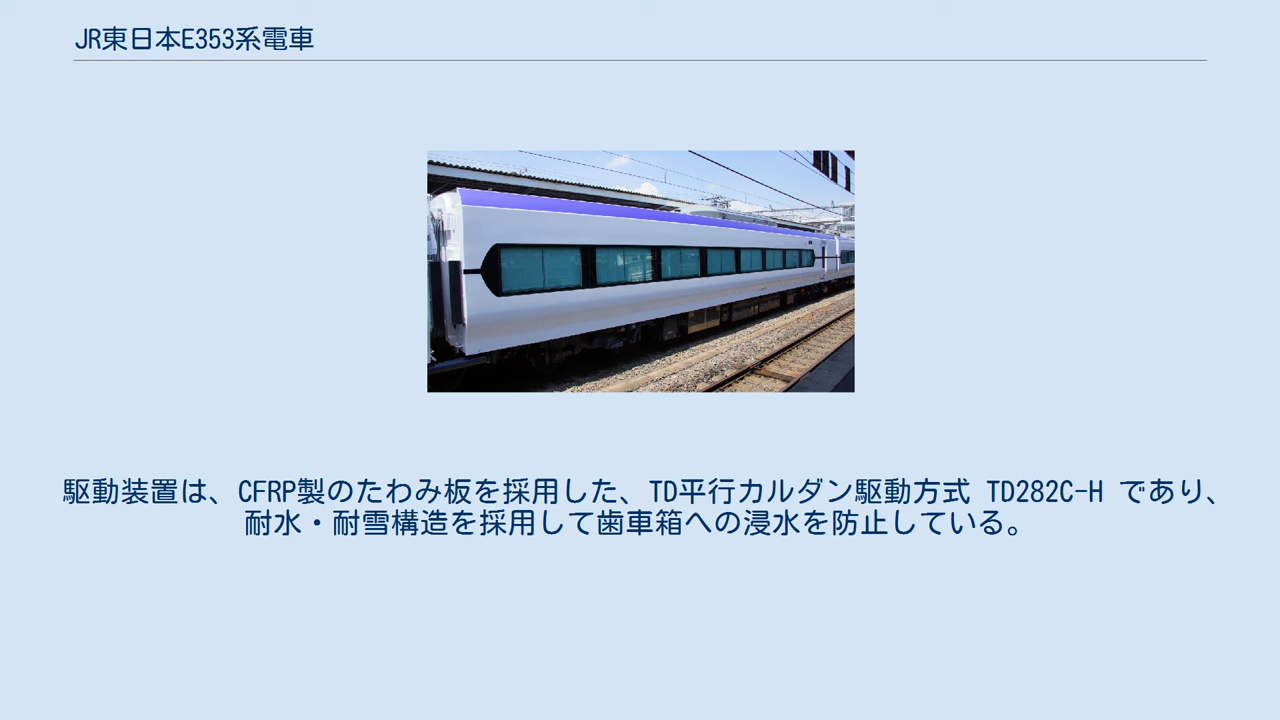 JR東日本E353系電車
駆動装置は、CFRP製のたわみ板を採用した、TD平行カルダン駆動方式 TD282C-H であり、
耐水・耐雪構造を採用して歯車箱への浸水を防止している。